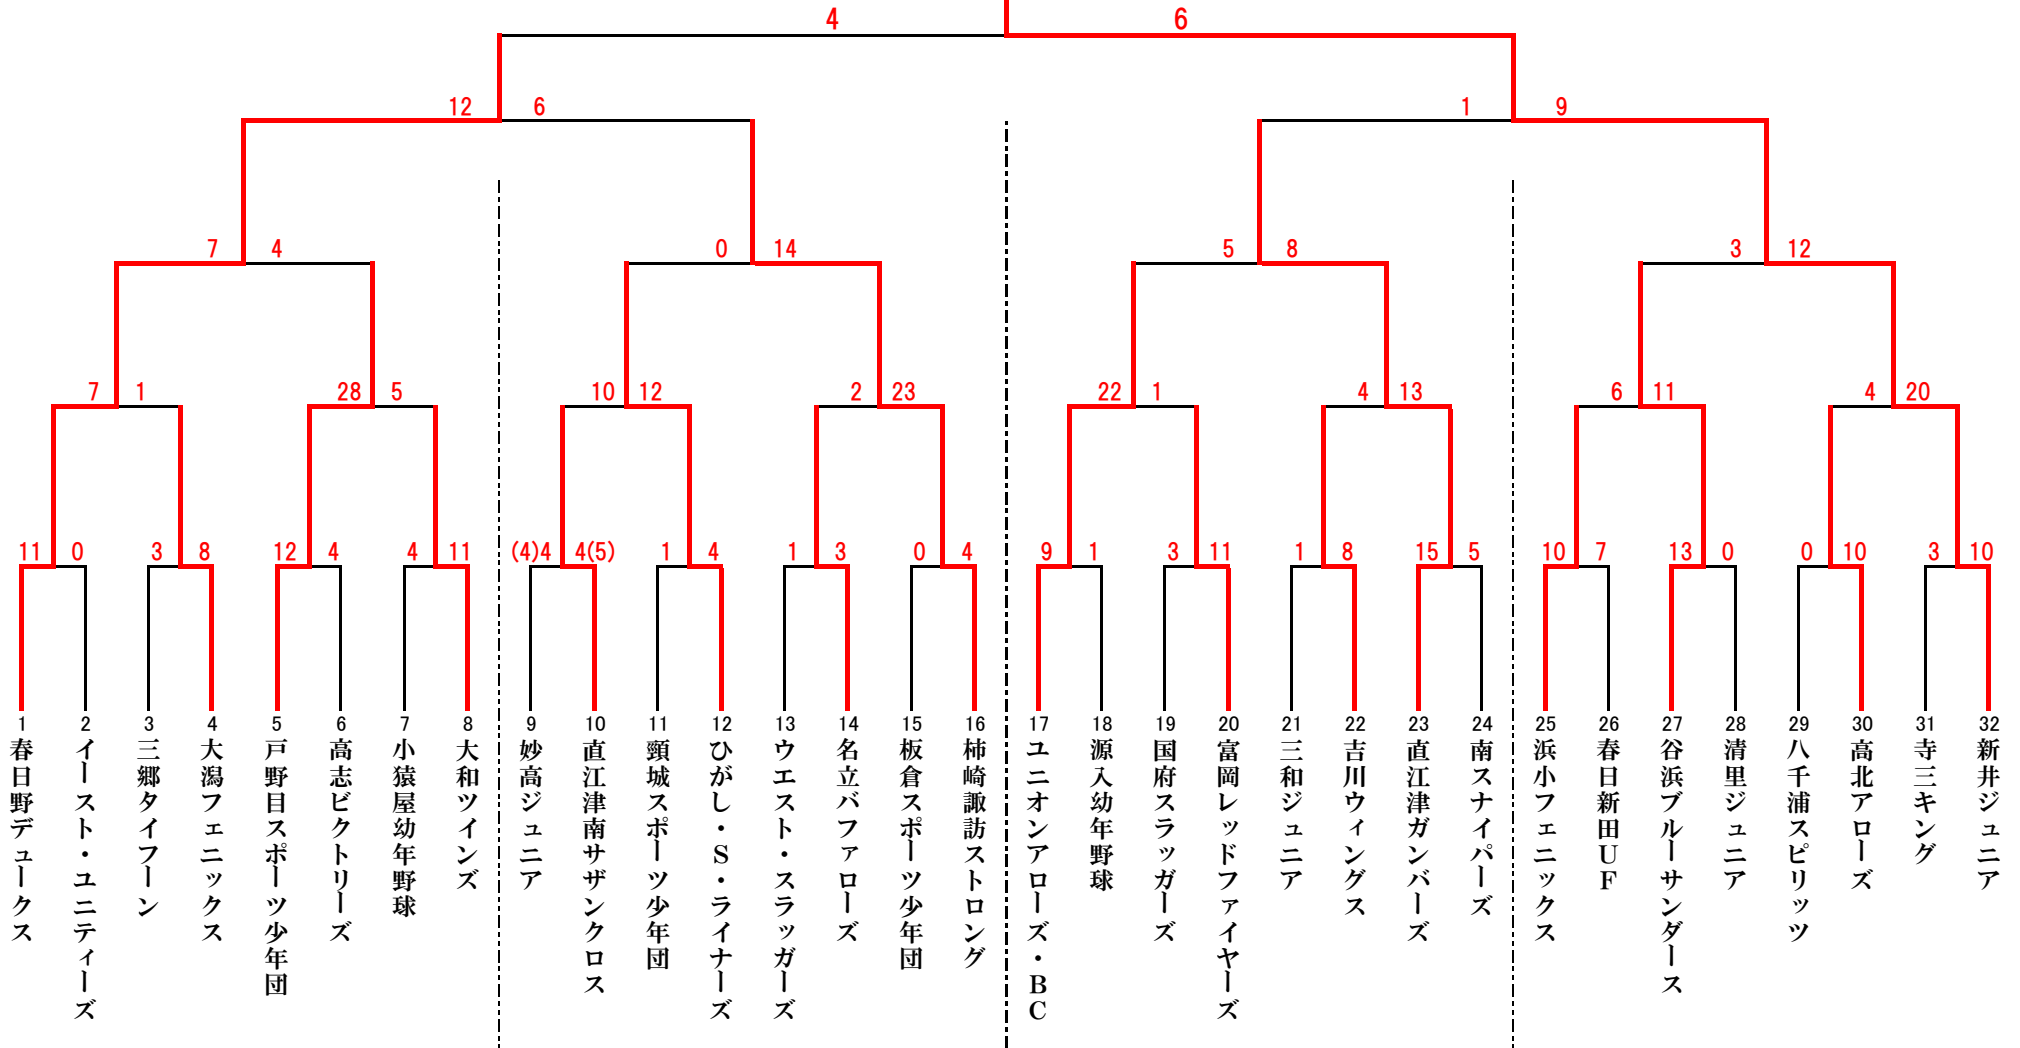 4 6
12 6 1 9
7 4 0 14 5 8 3 12
7 1 28 5 10 12 2 23 22 1 4 13 6 11 4 20
11 0 3 8 12 4 4 11 (4)4 4(5) 1 4 1 3 0 4 9 1 3 11 1 8 15 5 10 7 13 0 0 10 3 10
1 2 3 4 5 6 7 8 9 10 11 12 13 14 15 16 17 18 19 20 21 22 23 24 25 26 27 28 29 30 31 32
春日野デュークス
イースト・ユニティーズ
三郷タイフーン
大潟フェニックス
戸野目スポーツ少年団
高志ビクトリーズ
小猿屋幼年野球
大和ツインズ
妙高ジュニア
直江津南サザンクロス
頸城スポーツ少年団
ひがし・S・ライナーズ
ウエスト・スラッガーズ
名立バファローズ
板倉スポーツ少年団
柿崎諏訪ストロング
ユニオンアローズ・BC
源入幼年野球
国府スラッガーズ
富岡レッドファイヤーズ
三和ジュニア
吉川ウィングス
直江津ガンバーズ
南スナイパーズ
浜小フェニックス
春日新田UF
谷浜ブルーサンダース
清里ジュニア
八千浦スピリッツ
高北アローズ
寺三キング
新井ジュニア